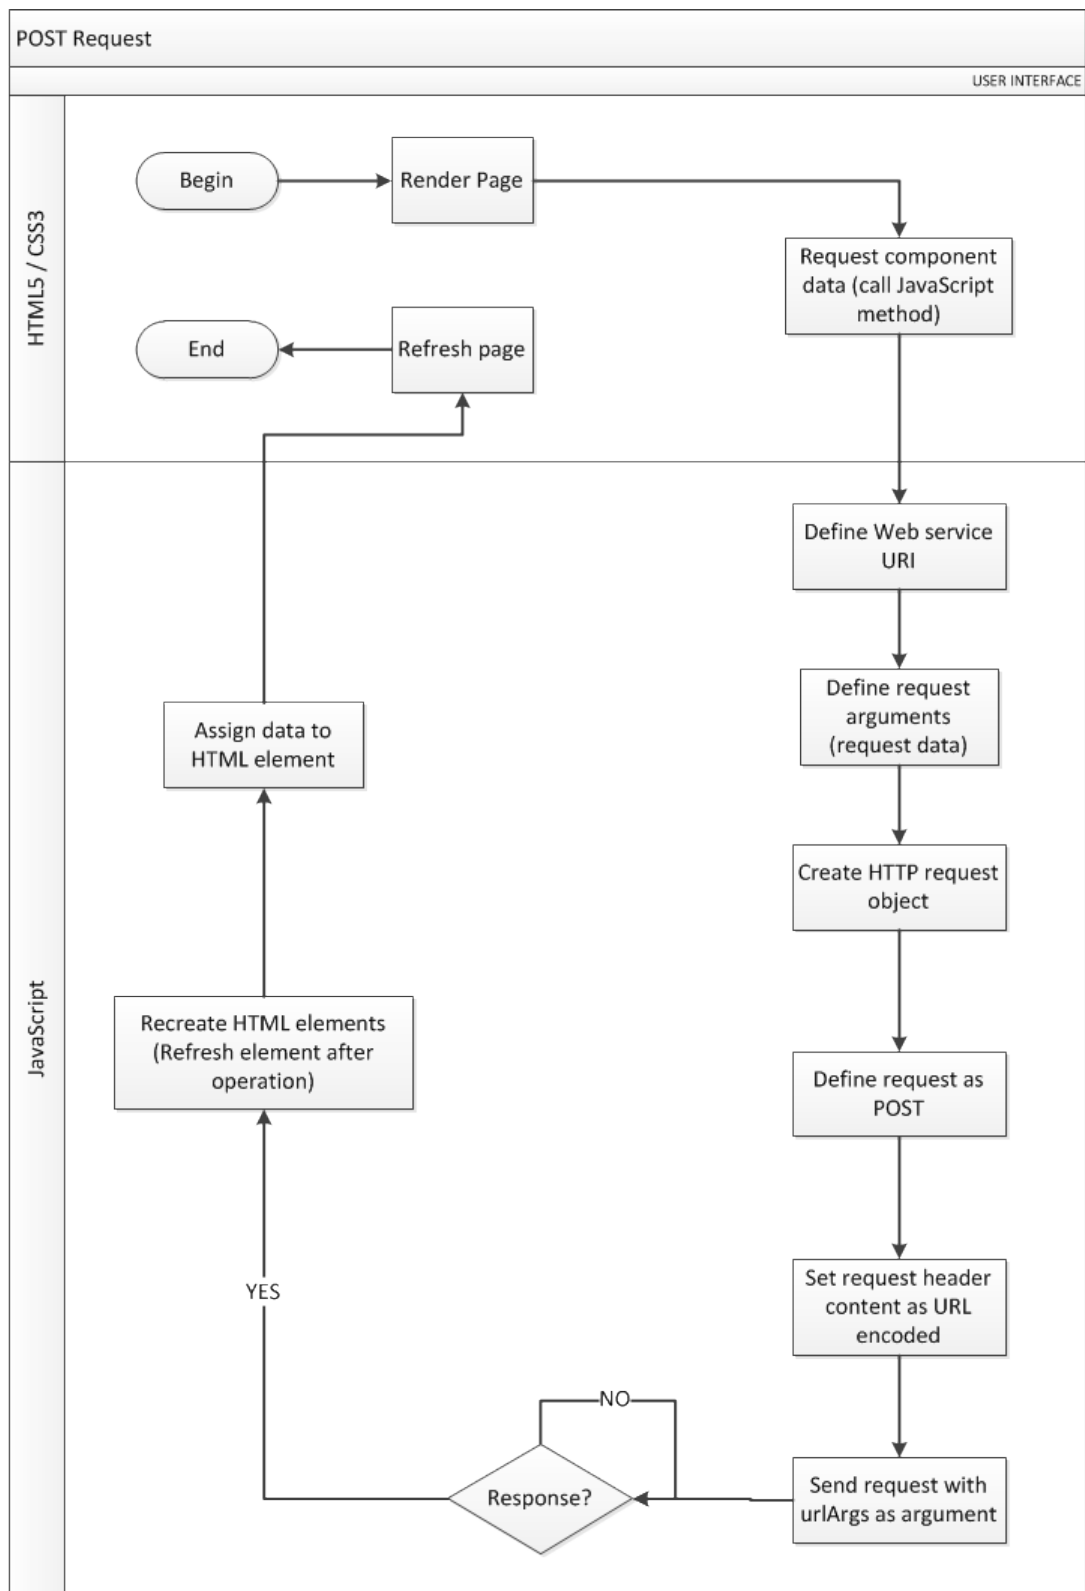 POST Request
USER INTERFACE
HTML5 / CSS3
Begin
Render Page
Request component
data (call JavaScript
method)
End
Refresh page
JavaScript
Define Web service
URI
Define request
arguments
(request data)
Assign data to
HTML element
Create HTTP request
object
Recreate HTML elements
(Refresh element after
operation)
Define request as
POST
Set request header
content as URL
encoded
YES
NO
Response?
Send request with
urlArgs as argument